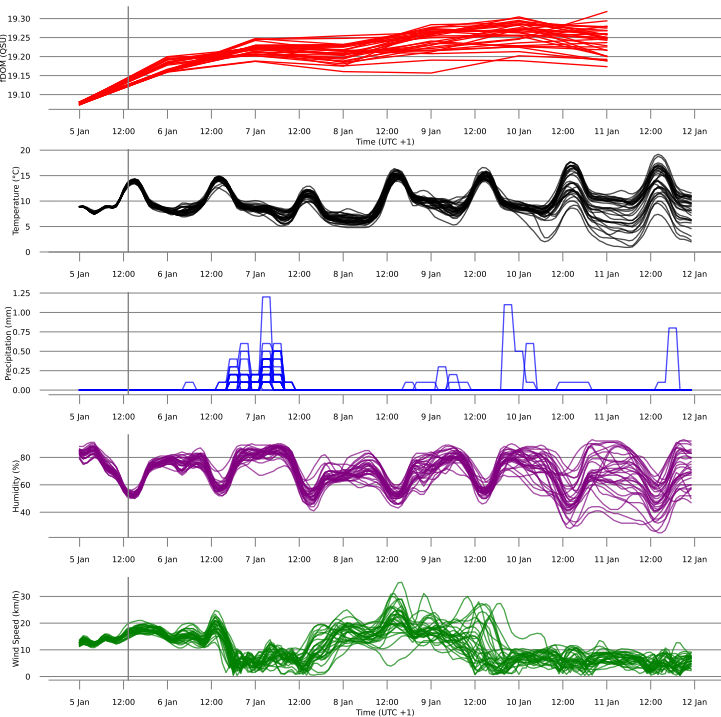 fDOM (QSU)
19.30
19.25
19.20
19.15
19.10
5 Jan 12:00 6 Jan 12:00 7 Jan 12:00 8 Jan 12:00 9 Jan 12:00 10 Jan 12:00 11 Jan 12:00 12 Jan
Time (UTC +1)
Temperature (°C)
20
15
10
5
0
5 Jan 12:00 6 Jan 12:00 7 Jan 12:00 8 Jan 12:00 9 Jan 12:00 10 Jan 12:00 11 Jan 12:00 12 Jan
Precipitation (mm)
1.25
1.00
0.75
0.50
0.25
0.00
5 Jan 12:00 6 Jan 12:00 7 Jan 12:00 8 Jan 12:00 9 Jan 12:00 10 Jan 12:00 11 Jan 12:00 12 Jan
Humidity (%)
80
60
40
5 Jan 12:00 6 Jan 12:00 7 Jan 12:00 8 Jan 12:00 9 Jan 12:00 10 Jan 12:00 11 Jan 12:00 12 Jan
Wind Speed (km/h)
30
20
10
0
5 Jan 12:00 6 Jan 12:00 7 Jan 12:00 8 Jan 12:00 9 Jan 12:00 10 Jan 12:00 11 Jan 12:00 12 Jan
Time (UTC +1)